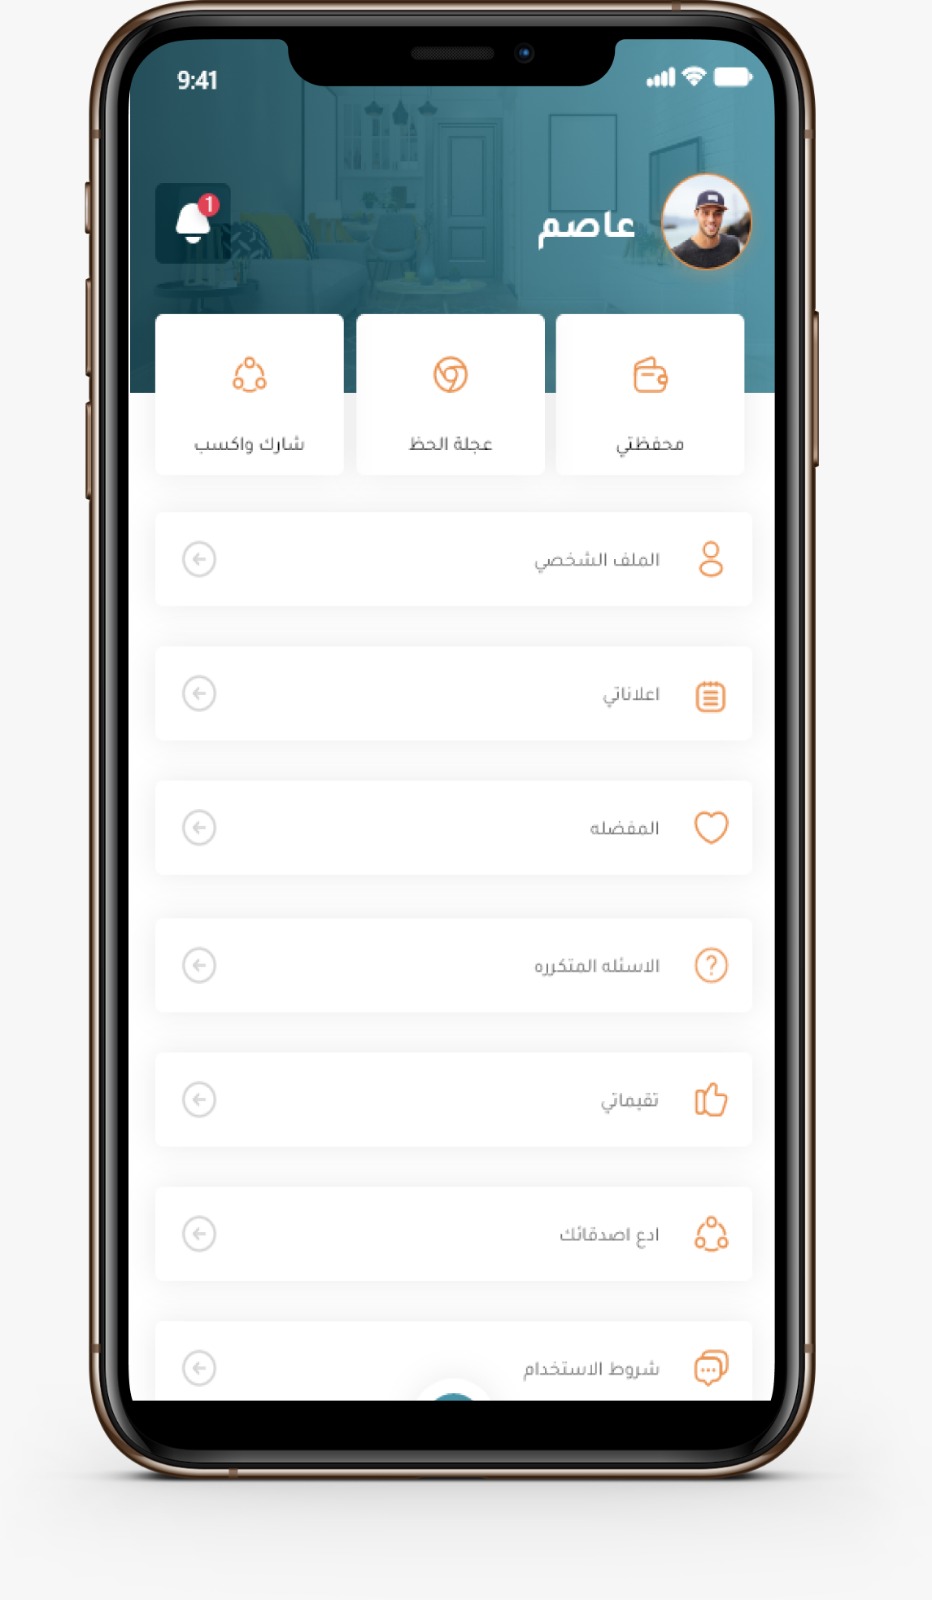 9:41
1
عاصم
محفظتي
عجلة الحظ
شارك واكسب
الملف الشخصي
اعلاناتي
المفضله
الاسئله المتكرره
تقيماتي
ادع اصدقائك
شروط الاستخدام